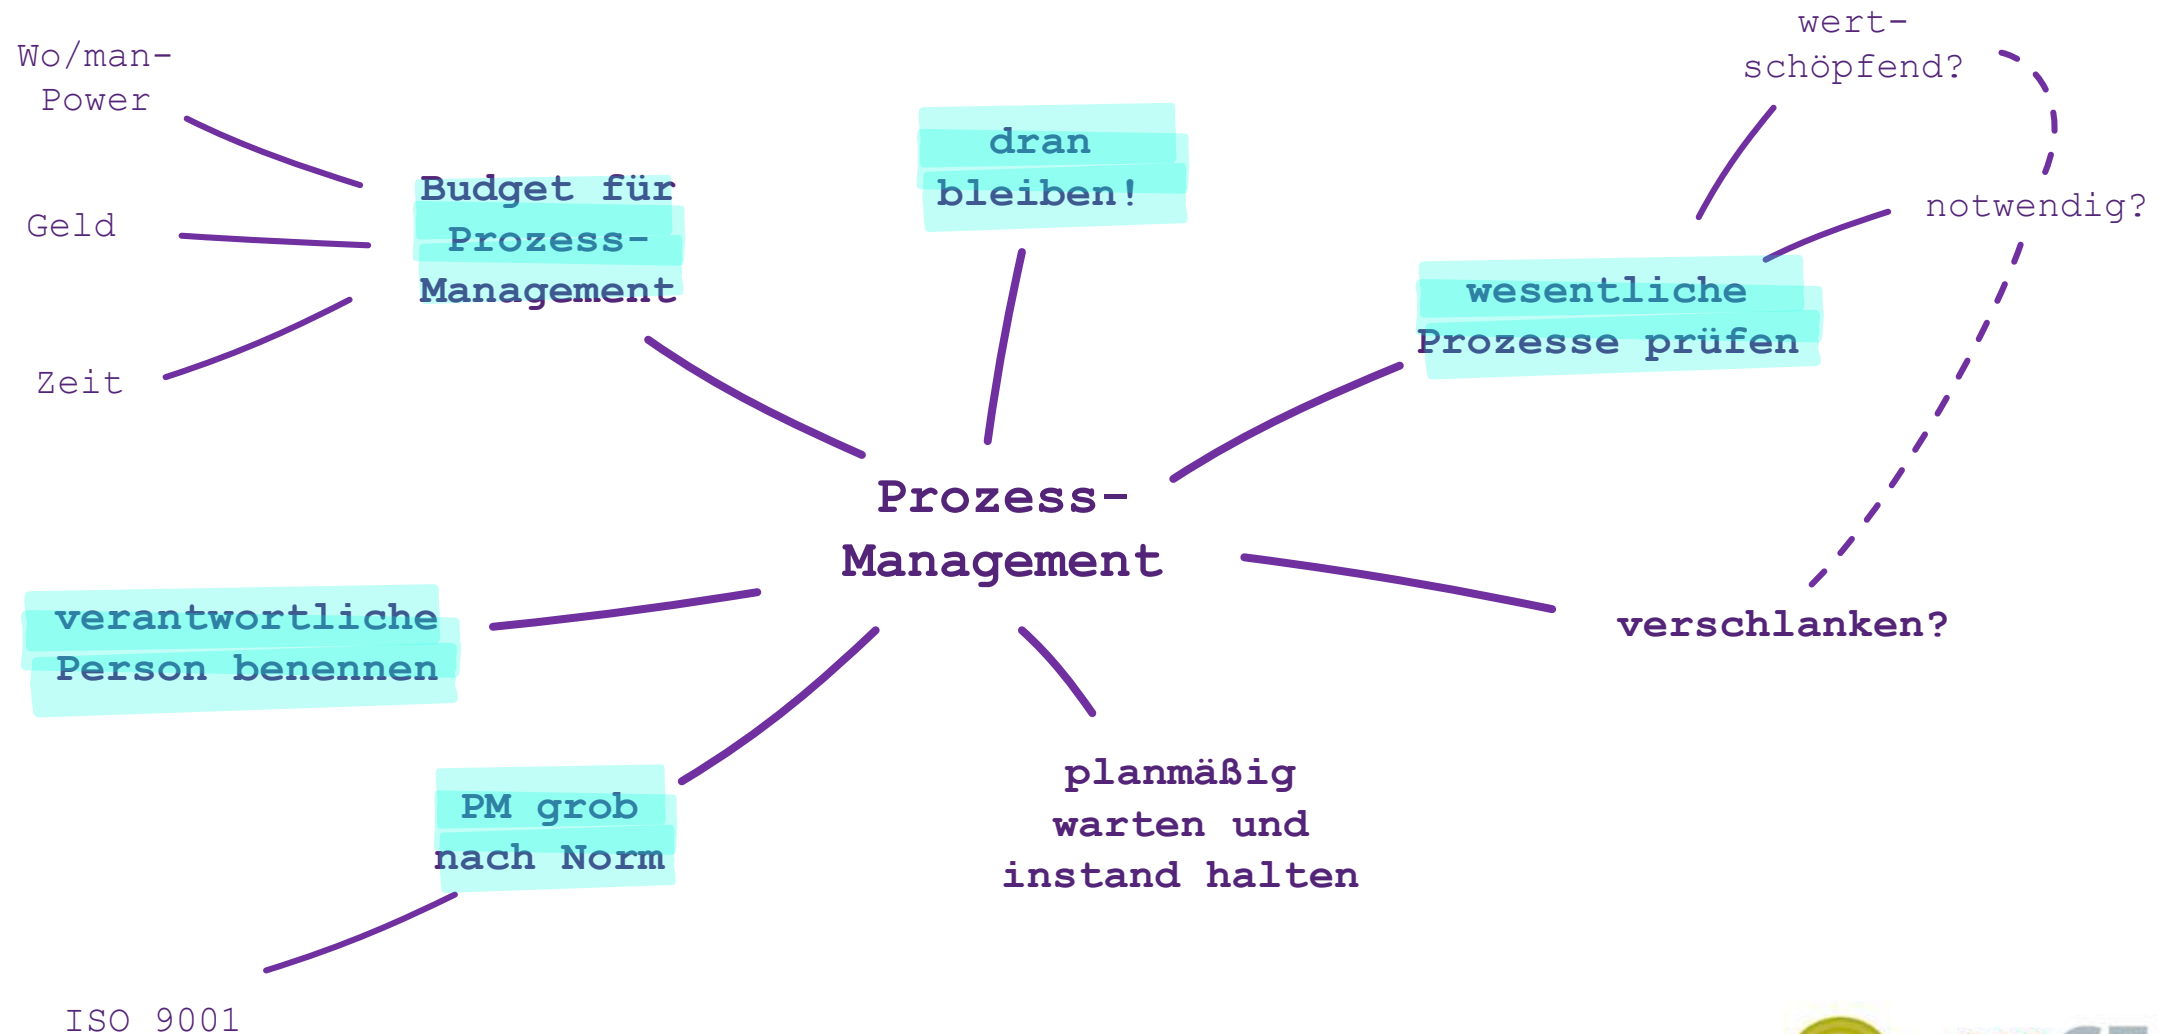 wert-
schöpfend?
Wo/man-
Power
dran
bleiben!
Budget für
Prozess-
Management
notwendig?
Geld
wesentliche
Prozesse prüfen
Zeit
Prozess-
Management
verantwortliche
Person benennen
verschlanken?
planmäßig
warten und
instand halten
PM grob
nach Norm
ISO 9001